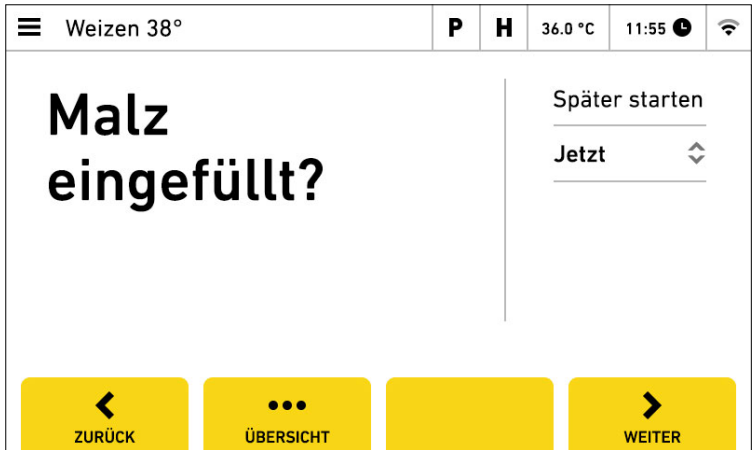 Weizen 38° P H 36.0 °C 11:55
Malz
eingefüllt?
Später starten
Jetzt
ZURÜCK ÜBERSICHT WEITER